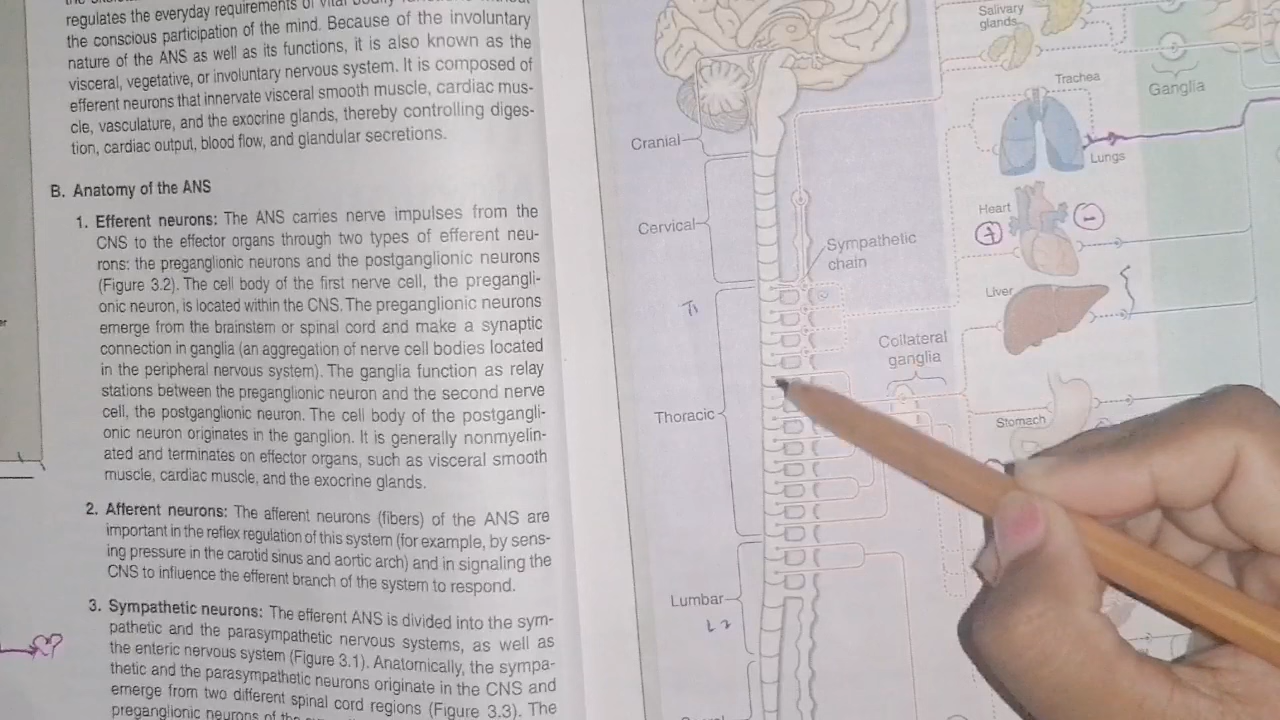 regulates the everyday requirements of vital
the conscious participation of the mind. Because of the involuntary
nature of the ANS as well as its functions, it is also known as the
visceral, vegetative, or involuntary nervous system. It is composed of
efferent neurons that innervate visceral smooth muscle, cardiac mus-
cle, vasculature, and the exocrine glands, thereby controlling diges-
tion, cardiac output, blood flow, and glandular secretions.
B. Anatomy of the ANS
1. Efferent neurons: The ANS carries nerve impulses from the
CNS to the effector organs through two types of efferent neu-
rons: the preganglionic neurons and the postganglionic neurons
(Figure 3.2). The cell body of the first nerve cell, the pregangli-
onic neuron, is located within the CNS. The preganglionic neurons
emerge from the brainstem or spinal cord and make a synaptic
connection in ganglia (an aggregation of nerve cell bodies located
in the peripheral nervous system). The ganglia function as relay
stations between the preganglionic neuron and the second nerve
cell, the postganglionic neuron. The cell body of the postgangli-
onic neuron originates in the ganglion. It is generally nonmyelin-
ated and terminates on effector organs, such as visceral smooth
muscle, cardiac muscle, and the exocrine glands.
2. Afferent neurons: The afferent neurons (fibers) of the ANS are
important in the reflex regulation of this system (for example, by sens-
ing pressure in the carotid sinus and aortic arch) and in signaling the
CNS to influence the efferent branch of the system to respond.
3. Sympathetic neurons: The efferent ANS is divided into the sym-
pathetic and the parasympathetic nervous systems, as well as
the enteric nervous system (Figure 3.1). Anatomically, the sympa-
thetic and the parasympathetic neurons originate in the CNS and
emerge from two different spinal cord regions (Figure 3.3). The
preganglionic neurons of the
Salivary
glands
Trachea
Ganglia
Cranial
Lungs
Heart
+
−
Cervical
Sympathetic
chain
Liver
T1
Collateral
ganglia
Thoracic
Stomach
Lumbar
L2